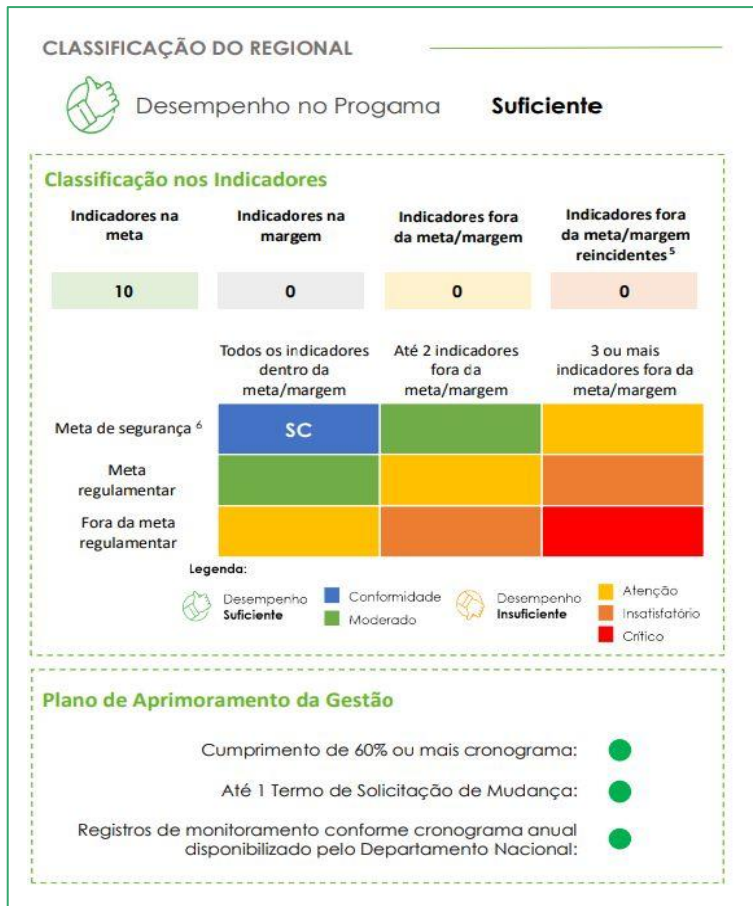 CLASSIFICAÇÃO DO REGIONAL
Desempenho no Progama Suficiente
Classificação nos Indicadores
Indicadores na meta
Indicadores na margem
Indicadores fora da meta/margem
Indicadores fora da meta/margem reincidentes 5
10 0 0 0
Todos os indicadores dentro da meta/margem
Até 2 indicadores fora da meta/margem
3 ou mais indicadores fora da meta/margem
Meta de segurança 6 SC
Meta regulamentar
Fora da meta regulamentar
Legenda:
Desempenho Suficiente
Conformidade
Moderado
Desempenho Insuficiente
Atenção
Insatisfatório
Crítico
Plano de Aprimoramento da Gestão
Cumprimento de 60% ou mais cronograma:
Até 1 Termo de Solicitação de Mudança:
Registros de monitoramento conforme cronograma anual
disponibilizado pelo Departamento Nacional: